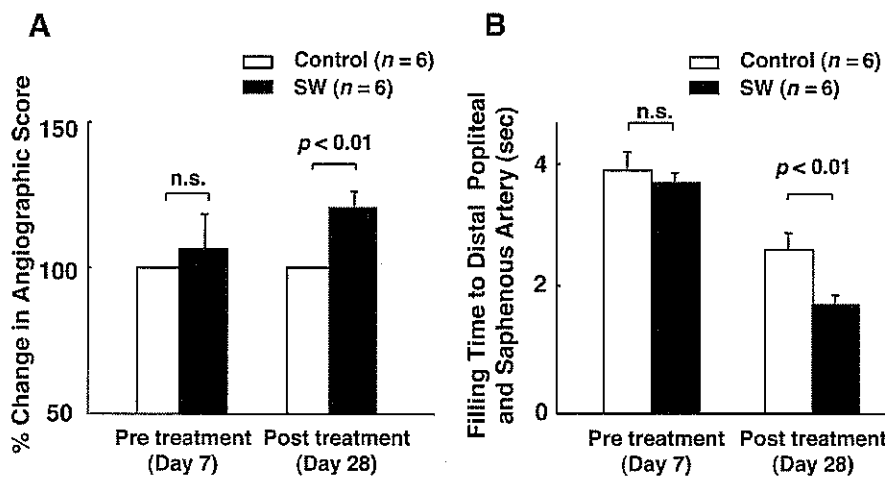 A
Control (n = 6)
SW (n = 6)
% Change in Angiographic Score
150
100
50
n.s.
p < 0.01
Pre treatment
(Day 7)
Post treatment
(Day 28)
B
Control (n = 6)
SW (n = 6)
Filling Time to Distal Popliteal
and Saphenous Artery (sec)
4
2
0
n.s.
p < 0.01
Pre treatment
(Day 7)
Post treatment
(Day 28)